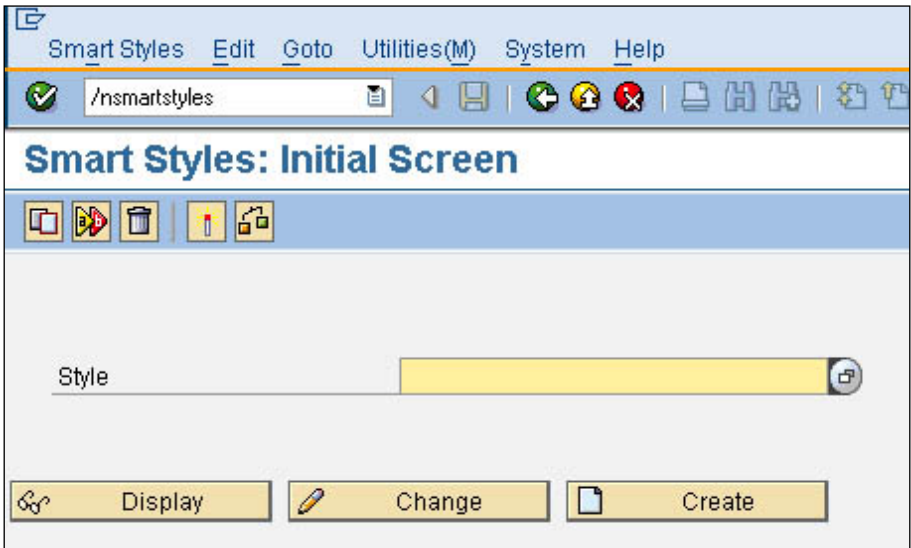 Smart Styles Edit Goto Utilities(M) System Help
/nsmartstyles
Smart Styles: Initial Screen
Style
Display Change Create